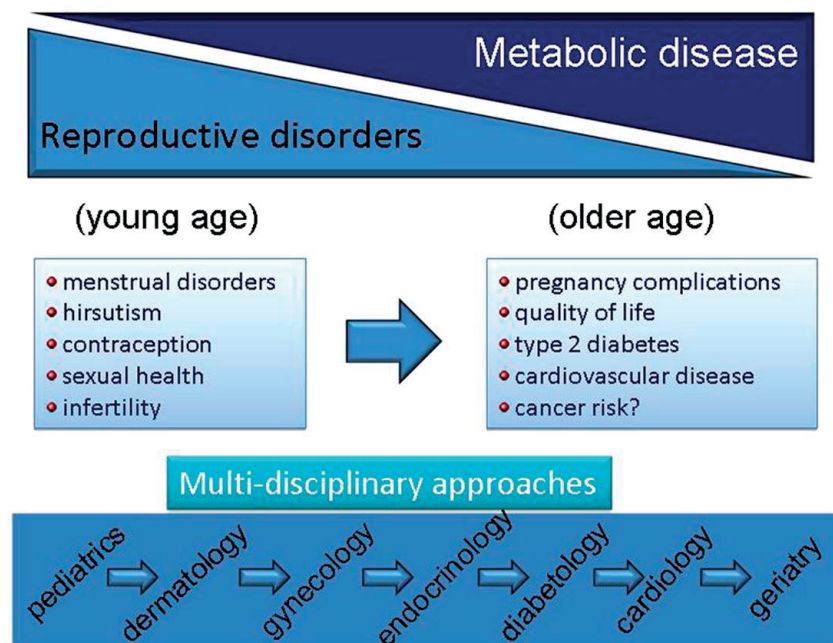 Metabolic disease
Reproductive disorders
(young age)
(older age)
menstrual disorders
hirsutism
contraception
sexual health
infertility
pregnancy complications
quality of life
type 2 diabetes
cardiovascular disease
cancer risk?
Multi-disciplinary approaches
pediatrics
dermatology
gynecology
endocrinology
diabetology
cardiology
geriatry